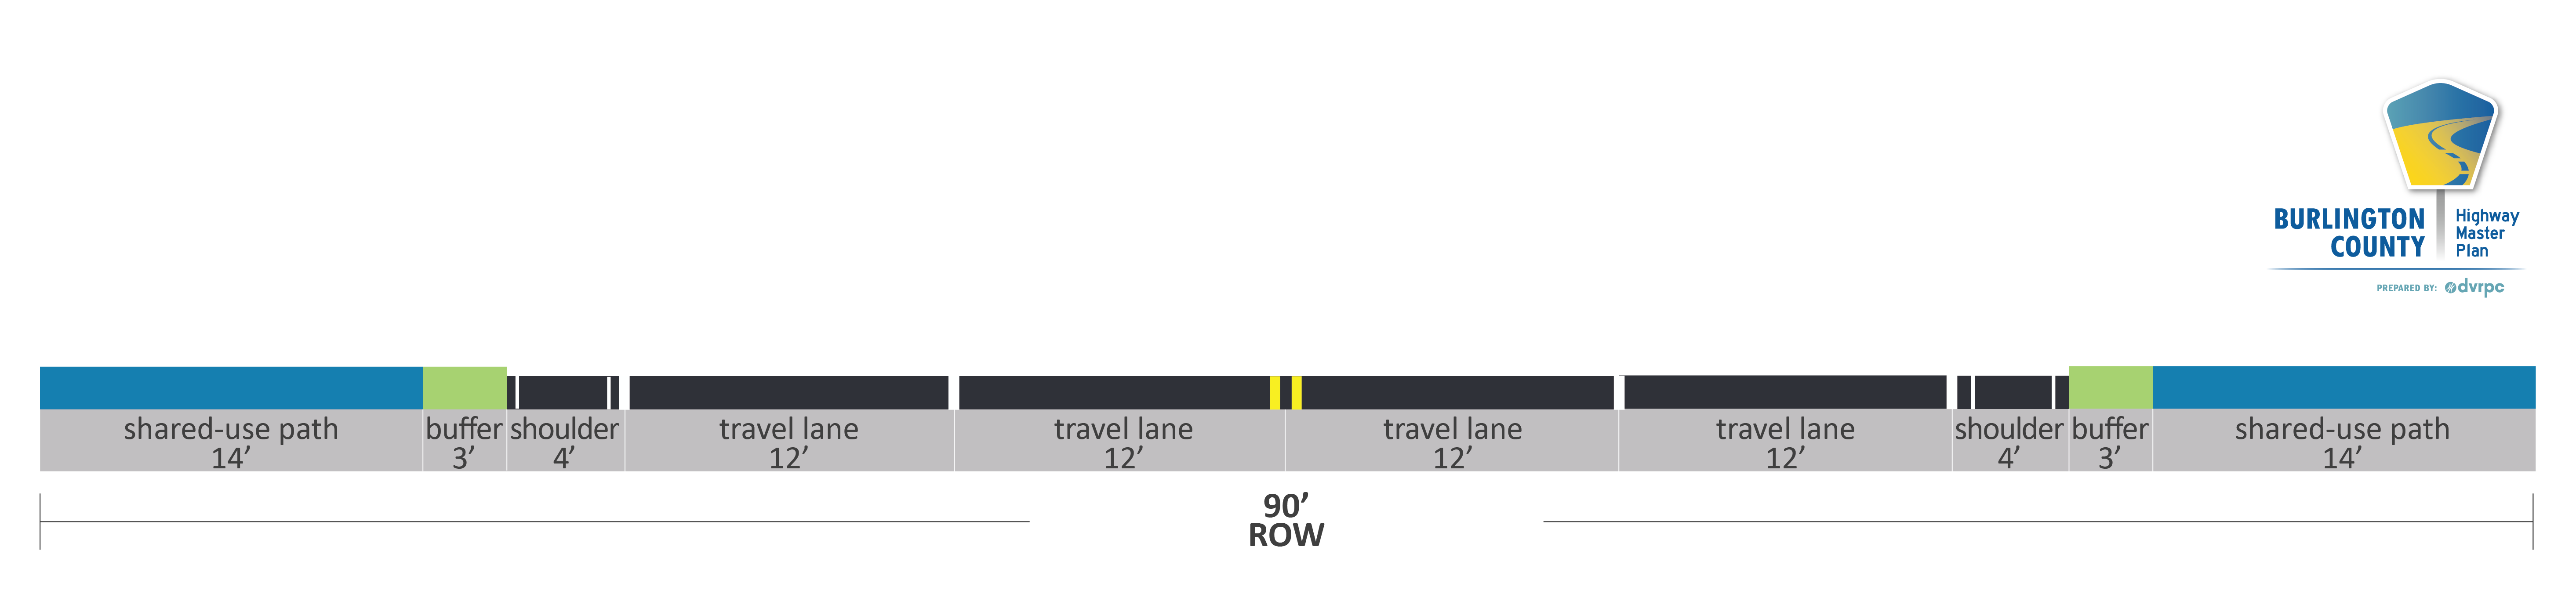 BURLINGTON
COUNTY
Highway
Master
Plan
PREPARED BY: dvrpc
shared-use path
14’
buffer
3’
shoulder
4’
travel lane
12’
travel lane
12’
travel lane
12’
travel lane
12’
shoulder
4’
buffer
3’
shared-use path
14’
90’
ROW